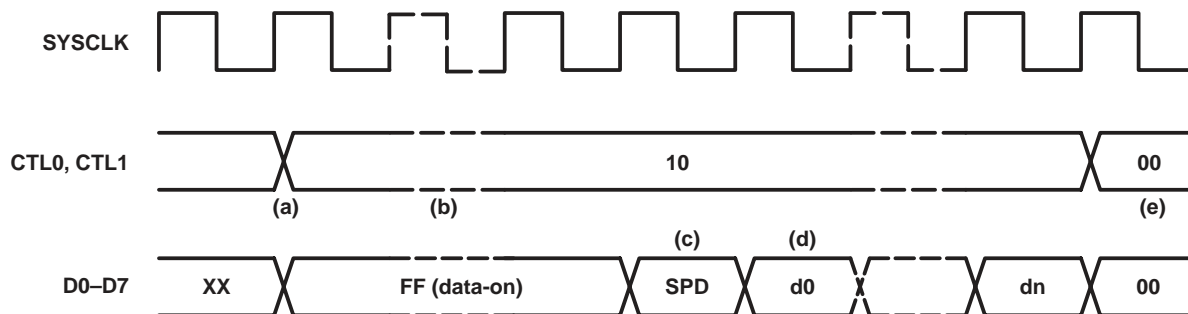 SYSCLK
CTL0, CTL1
10
00
(a)
(b)
(e)
(c)
(d)
D0–D7
XX
FF (data-on)
SPD
d0
dn
00